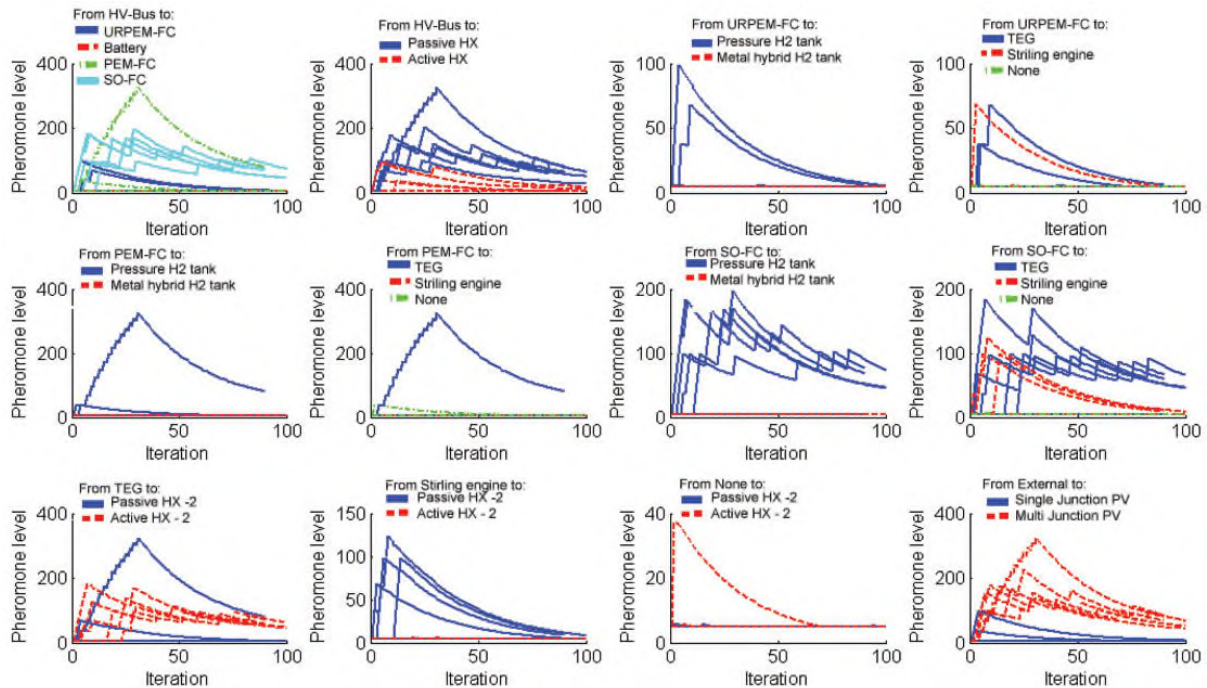 From HV-Bus to:
URPEM-FC
Battery
PEM-FC
SO-FC
400
200
0
Pheromone level
0 50 100
Iteration
From HV-Bus to:
Passive HX
Active HX
400
200
0
Pheromone level
0 50 100
Iteration
From URPEM-FC to:
Pressure H2 tank
Metal hybrid H2 tank
100
50
0
Pheromone level
0 50 100
Iteration
From URPEM-FC to:
TEG
Striling engine
None
100
50
0
Pheromone level
0 50 100
Iteration
From PEM-FC to:
Pressure H2 tank
Metal hybrid H2 tank
400
200
0
Pheromone level
0 50 100
Iteration
From PEM-FC to:
TEG
Striling engine
None
400
200
0
Pheromone level
0 50 100
Iteration
From SO-FC to:
Pressure H2 tank
Metal hybrid H2 tank
200
100
0
Pheromone level
0 50 100
Iteration
From SO-FC to:
TEG
Striling engine
None
200
100
0
Pheromone level
0 50 100
Iteration
From TEG to:
Passive HX -2
Active HX - 2
400
200
0
Pheromone level
0 50 100
Iteration
From Stirling engine to:
Passive HX -2
Active HX - 2
150
100
50
0
Pheromone level
0 50 100
Iteration
From None to:
Passive HX -2
Active HX - 2
40
20
0
Pheromone level
0 50 100
Iteration
From External to:
Single Junction PV
Multi Junction PV
400
200
0
Pheromone level
0 50 100
Iteration